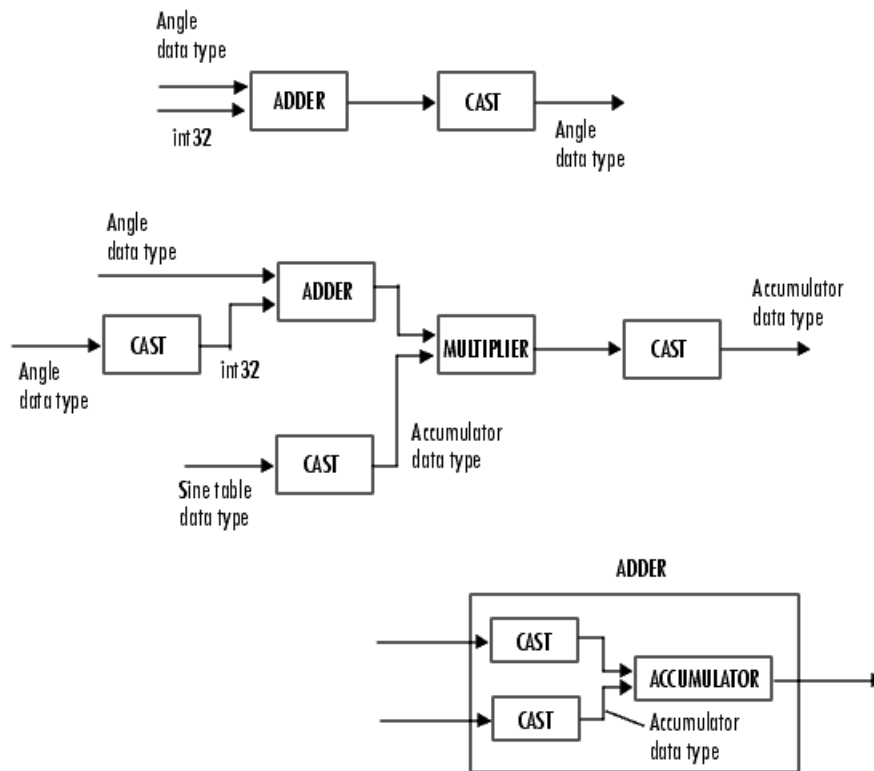 Angle
data type
ADDER
CAST
int32
Angle
data type
Angle
data type
ADDER
Accumulator
data type
CAST
MULTIPLIER
CAST
int32
Angle
data type
Accumulator
data type
CAST
Sine table
data type
ADDER
CAST
ACCUMULATOR
CAST
Accumulator
data type